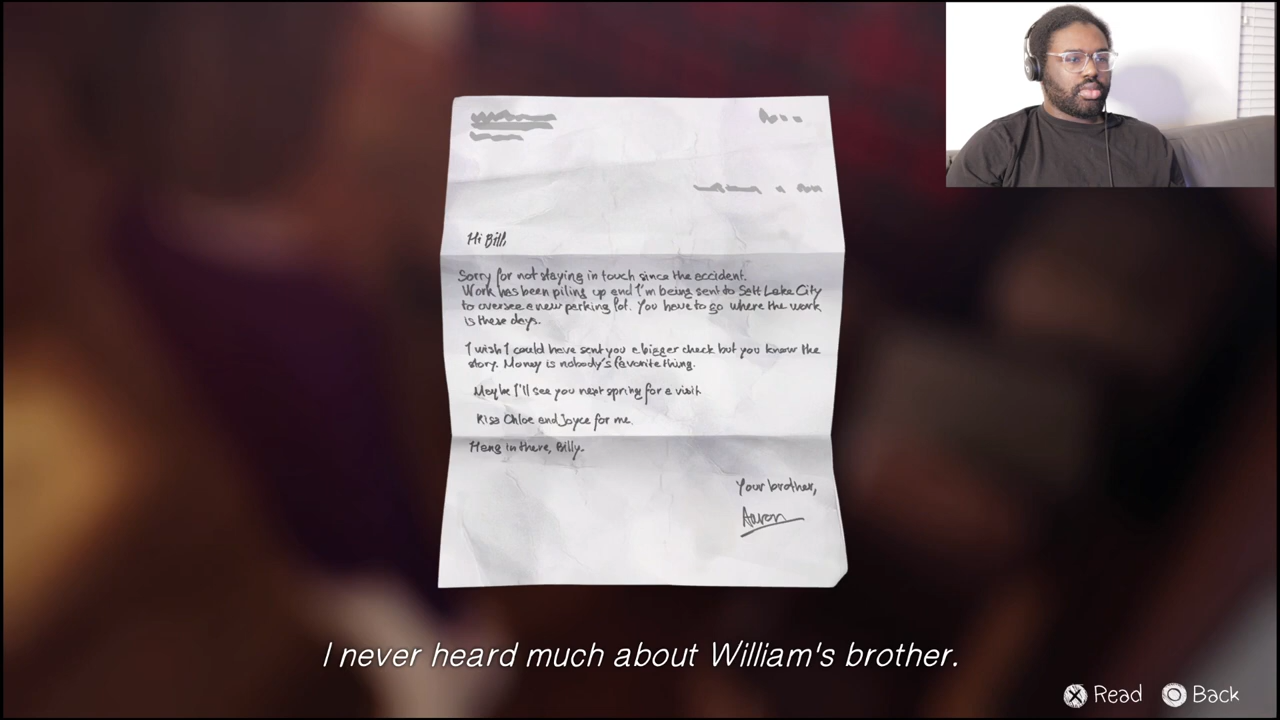 Hi Bill,
Sorry for not staying in touch since the accident.
Work has been piling up and I'm being sent to Salt Lake City
to oversee a new parking lot. You have to go where the work
is these days.
I wish I could have sent you a bigger check but you know the
story. Money is nobody's favorite thing.
Maybe I'll see you next spring for a visit.
Kiss Chloe and Joyce for me.
Hang in there, Billy.
Your brother,
Aaron
I never heard much about William's brother.
Read Back